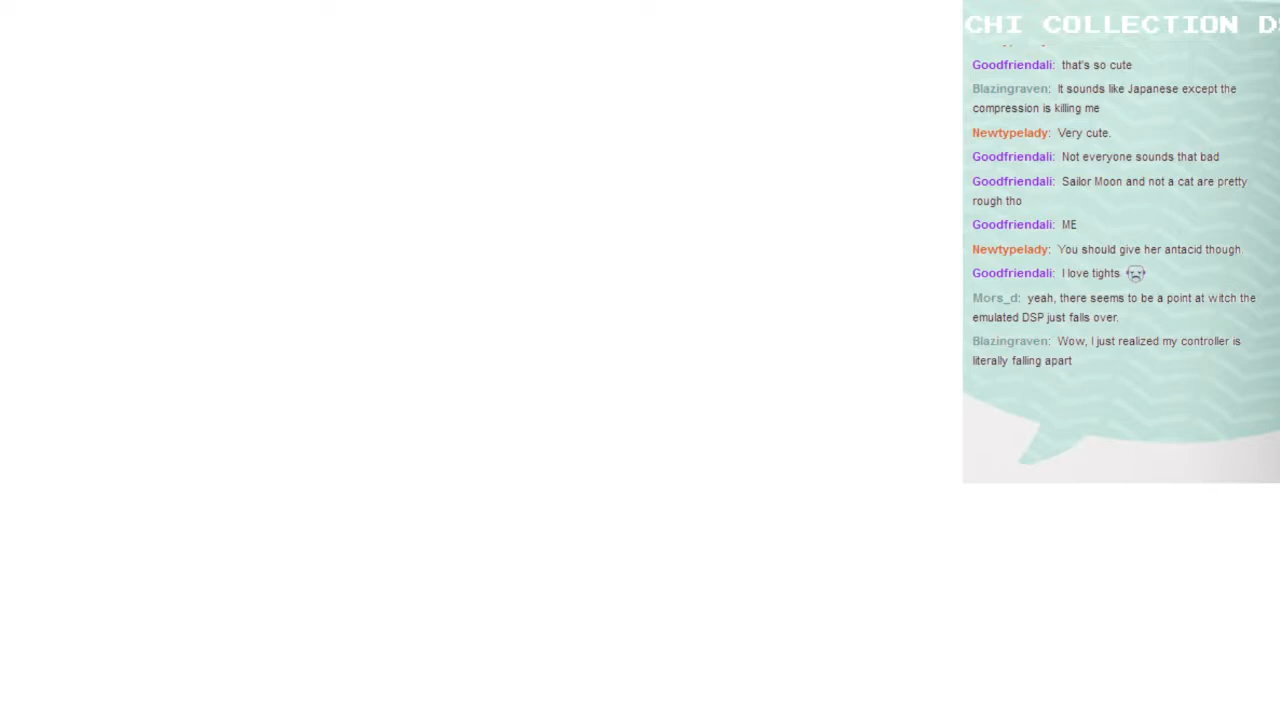 CHI COLLECTION D
Goodfriendali: that's so cute
Blazingraven: It sounds like Japanese except the
compression is killing me
Newtypelady: Very cute.
Goodfriendali: Not everyone sounds that bad
Goodfriendali: Sailor Moon and not a cat are pretty
rough tho
Goodfriendali: ME
Newtypelady: You should give her antacid though.
Goodfriendali: I love tights
Mors_d: yeah, there seems to be a point at witch the
emulated DSP just falls over.
Blazingraven: Wow, I just realized my controller is
literally falling apart